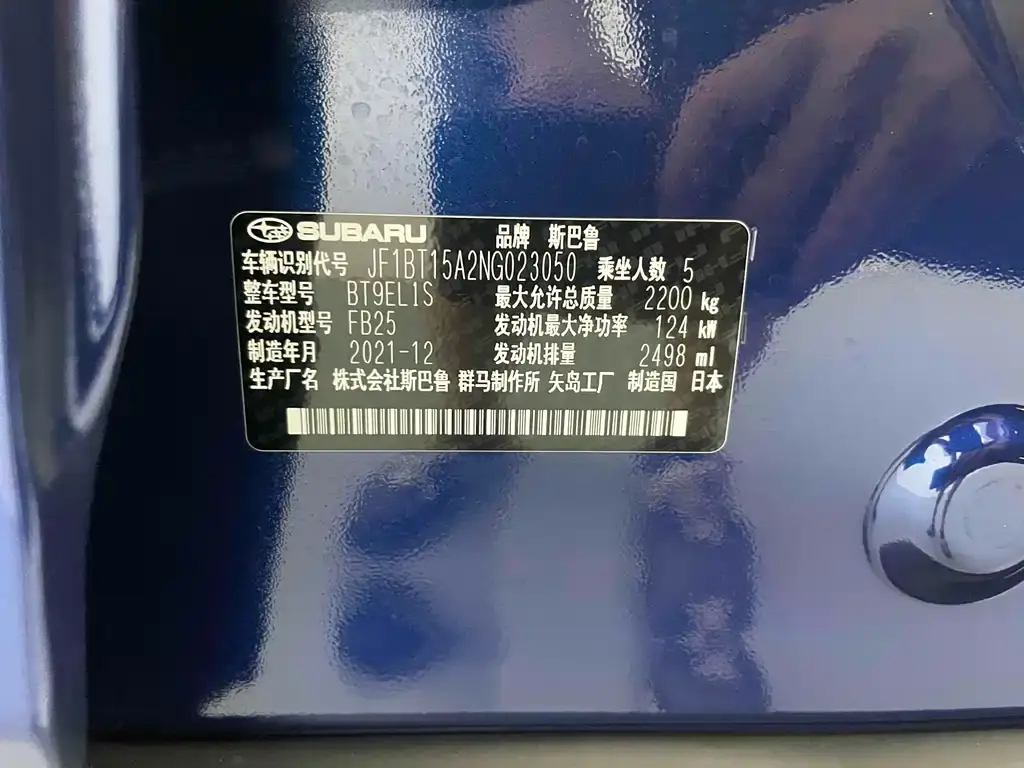 SUBARU 品牌 斯巴鲁
车辆识别代号 JF1BT15A2NG023050 乘坐人数 5
整车型号 BT9EL1S 最大允许总质量 2200 kg
发动机型号 FB25 发动机最大净功率 124 kW
制造年月 2021-12 发动机排量 2498 ml
生产厂名 株式会社斯巴鲁 群马制作所 矢岛工厂 制造国 日本